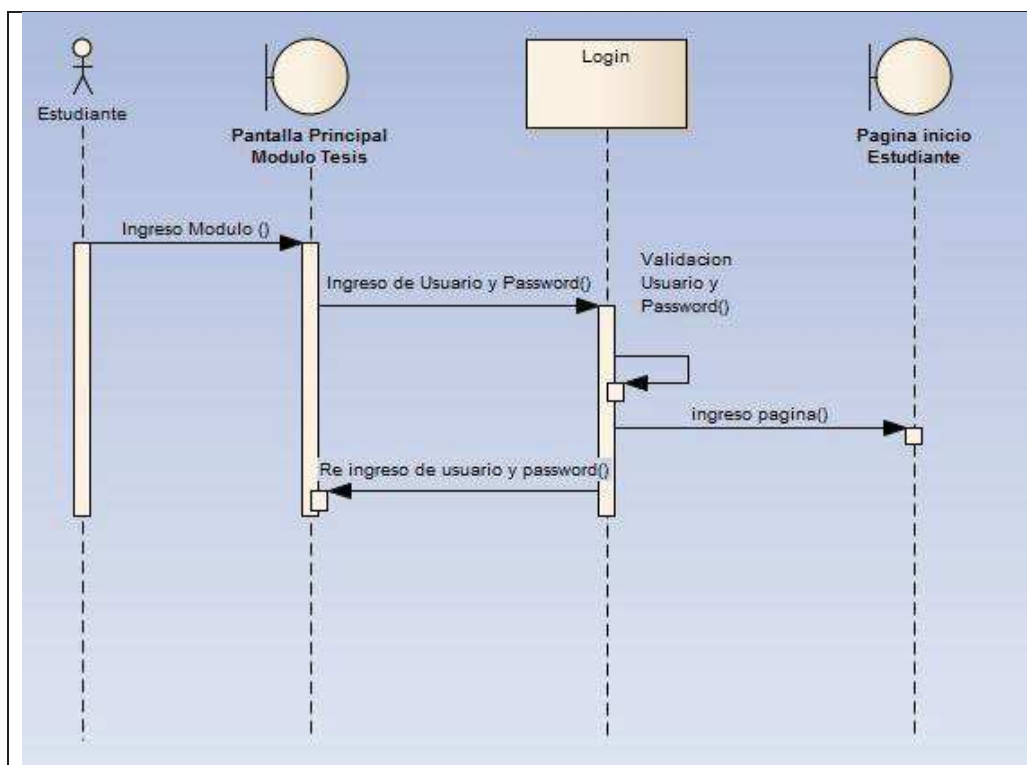 Estudiante
Pantalla Principal
Modulo Tesis
Login
Pagina inicio
Estudiante
Ingreso Modulo ()
Ingreso de Usuario y Password()
Validacion
Usuario y
Password()
ingreso pagina()
Re ingreso de usuario y password()